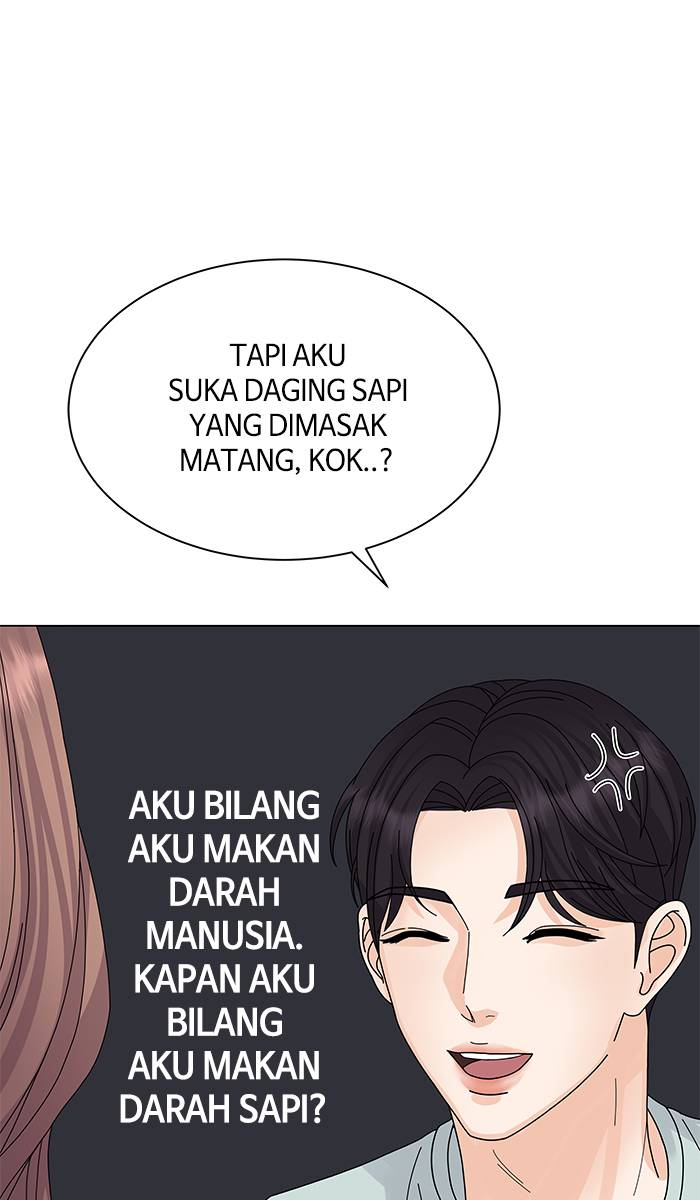 TAPI AKU
SUKA DAGING SAPI
YANG DIMASAK
MATANG, KOK..?
AKU BILANG
AKU MAKAN
DARAH
MANUSIA.
KAPAN AKU
BILANG
AKU MAKAN
DARAH SAPI?